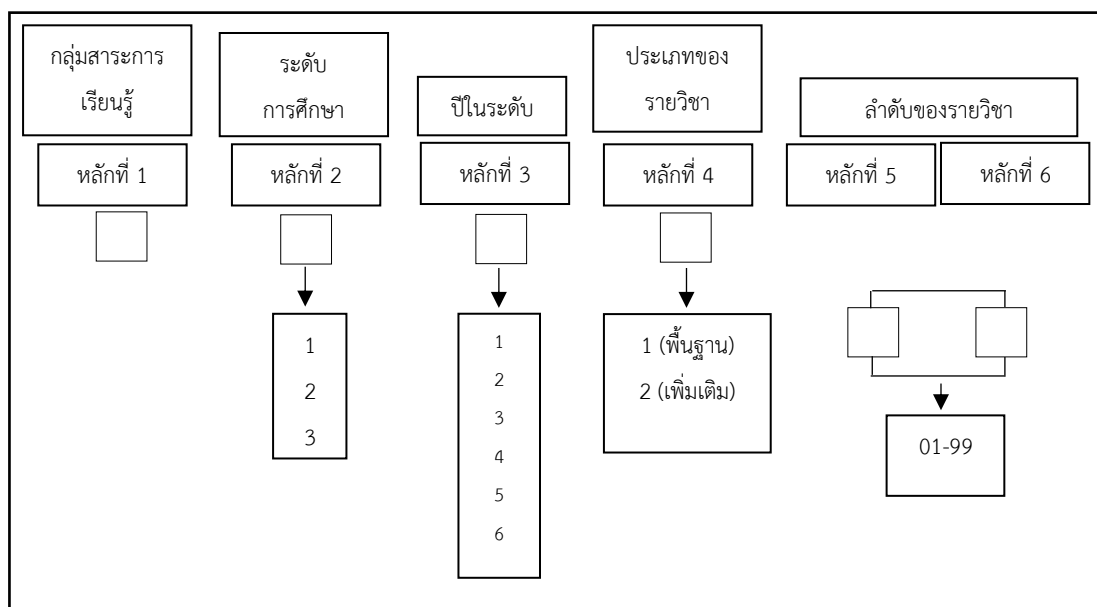 กลุ่มสาระการ
เรียนรู้
ระดับ
การศึกษา
ปีในระดับ
ประเภทของ
รายวิชา
ลำดับของรายวิชา
หลักที่ 1
หลักที่ 2
หลักที่ 3
หลักที่ 4
หลักที่ 5
หลักที่ 6
1
2
3
1
2
3
4
5
6
1 (พื้นฐาน)
2 (เพิ่มเติม)
01-99